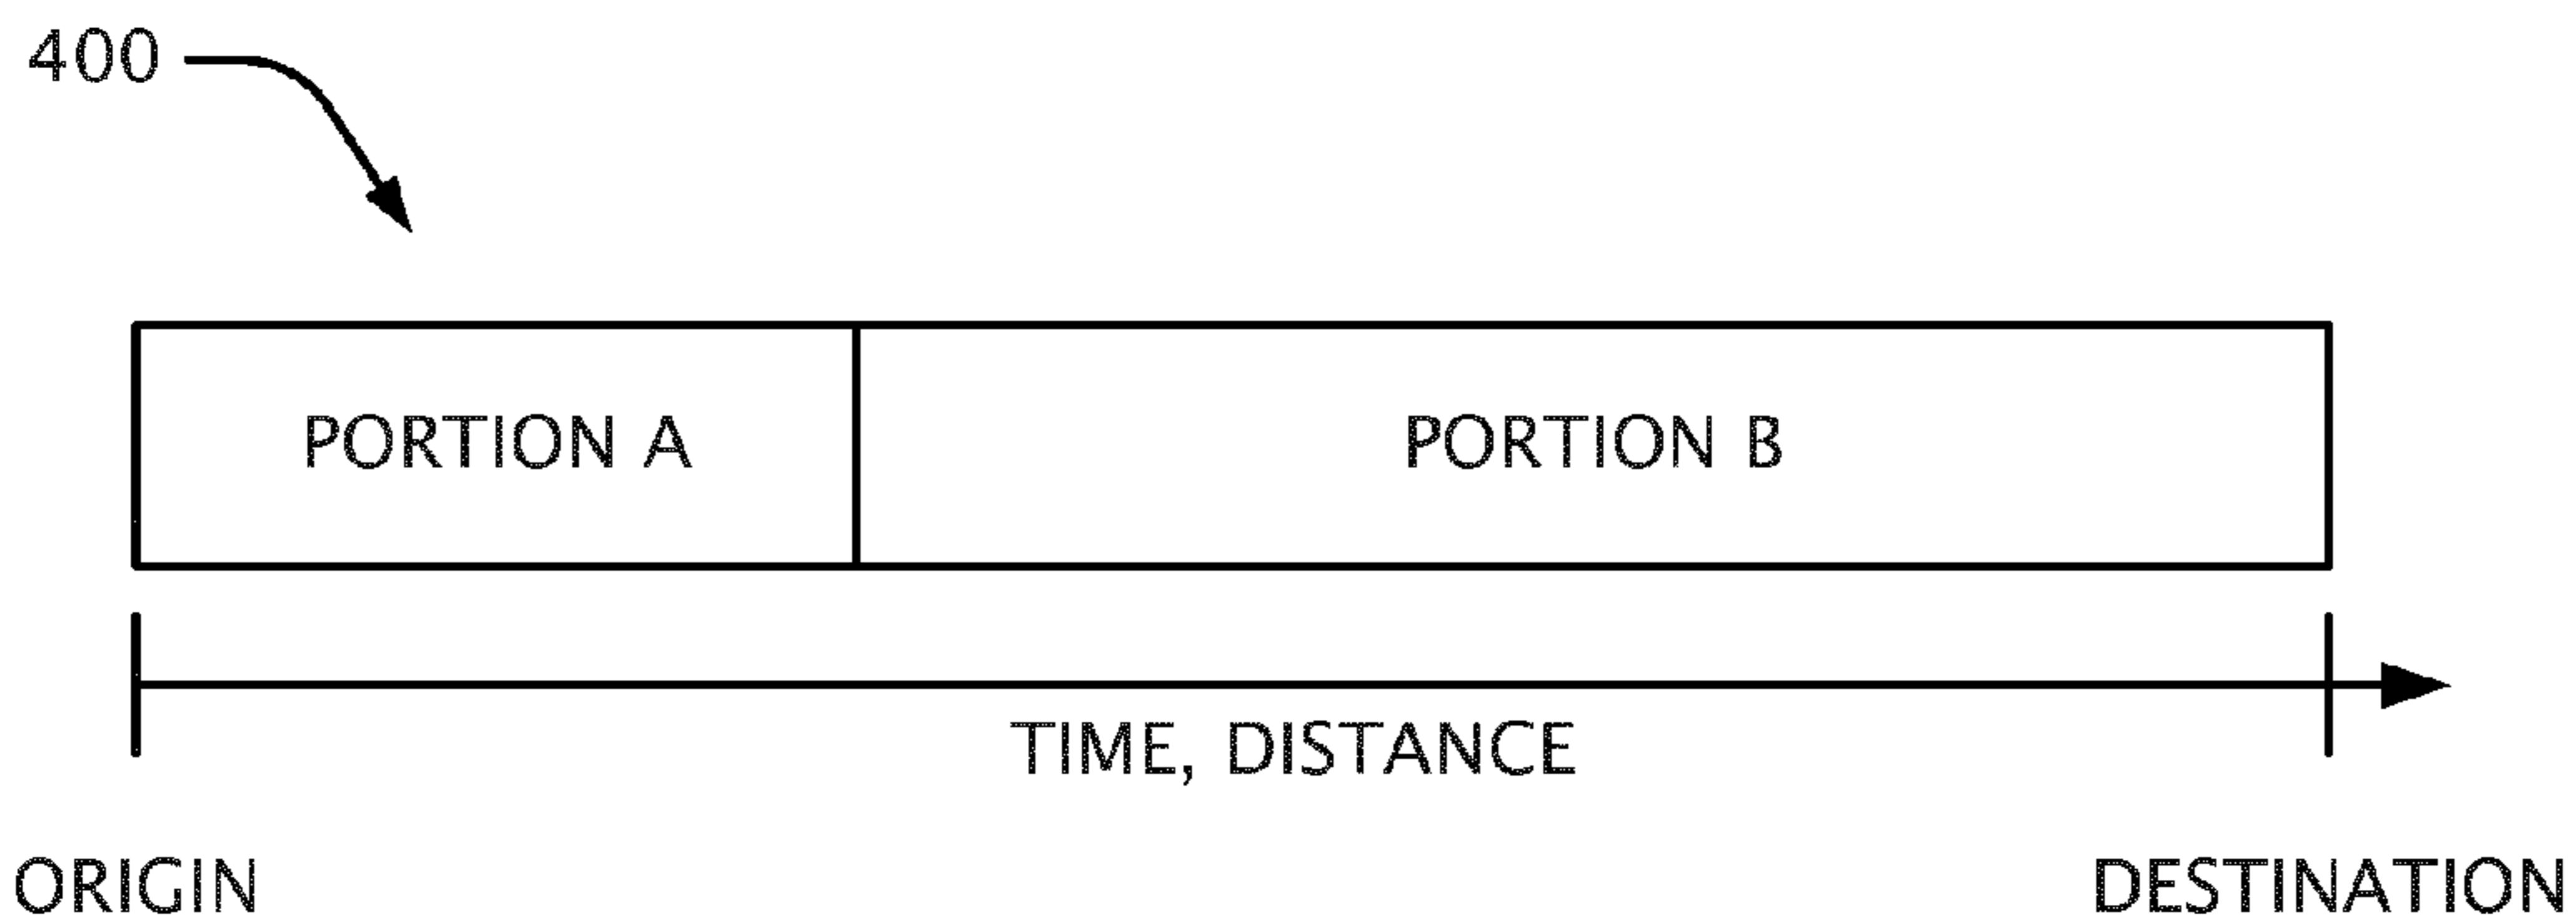 400
PORTION A
PORTION B
TIME, DISTANCE
ORIGIN
DESTINATION